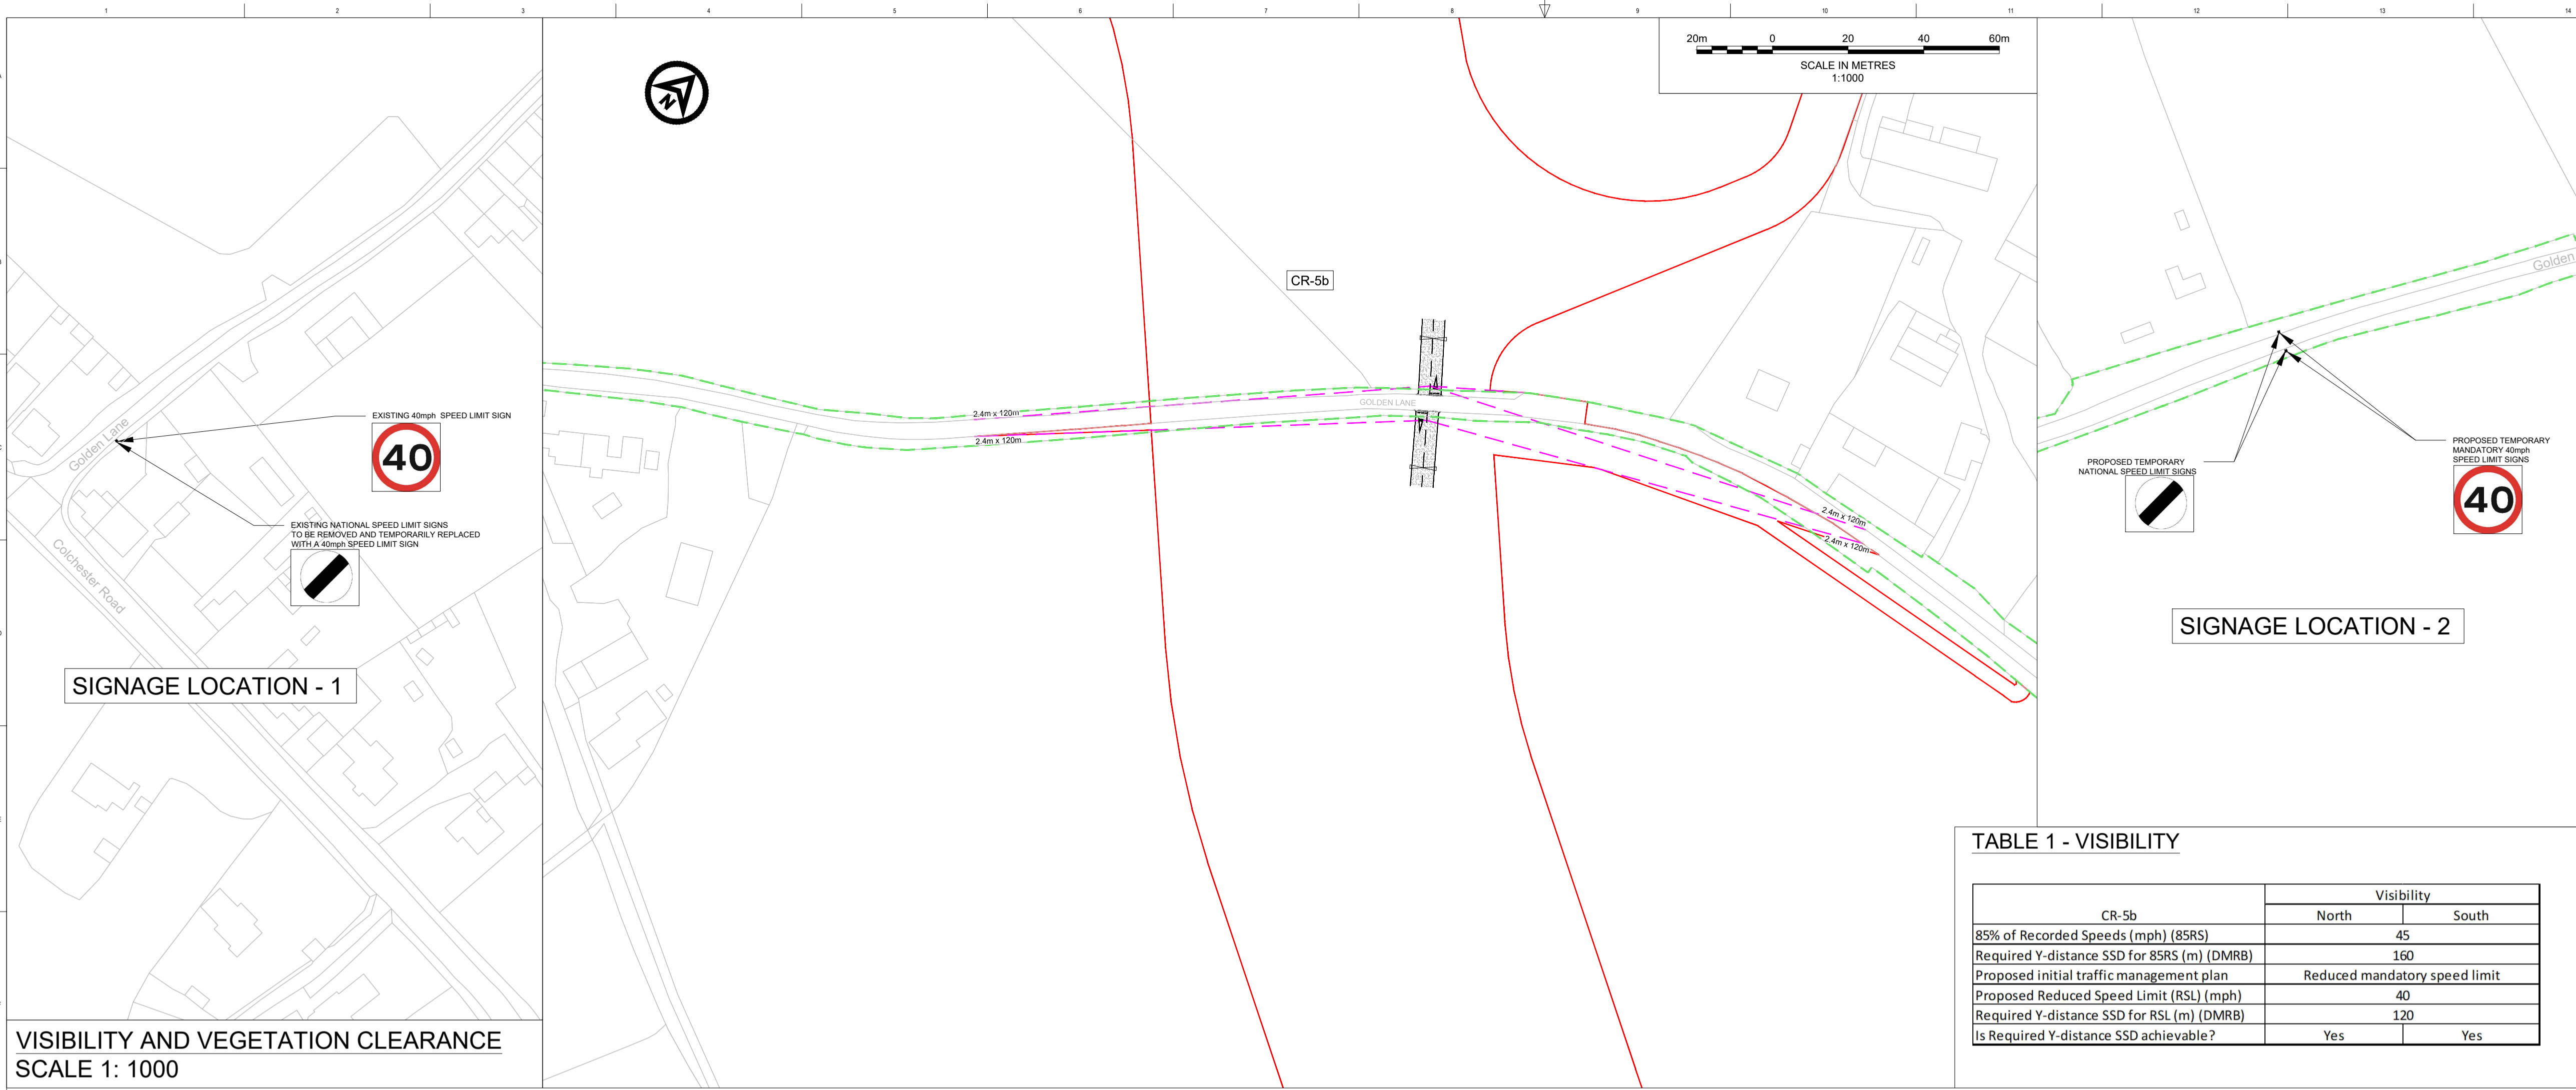 1 2 3 4 5 6 7 8 9 10 11 12 13 14
20m 0 20 40 60m
SCALE IN METRES
1:1000
N
CR-5b
Golden Lane
Colchester Road
EXISTING 40mph SPEED LIMIT SIGN
40
EXISTING NATIONAL SPEED LIMIT SIGNS
TO BE REMOVED AND TEMPORARILY REPLACED
WITH A 40mph SPEED LIMIT SIGN
SIGNAGE LOCATION - 1
2.4m x 120m
2.4m x 120m
GOLDEN LANE
2.4m x 120m
2.4m x 120m
Golden
PROPOSED TEMPORARY
NATIONAL SPEED LIMIT SIGNS
PROPOSED TEMPORARY
MANDATORY 40mph
SPEED LIMIT SIGNS
40
SIGNAGE LOCATION - 2
VISIBILITY AND VEGETATION CLEARANCE
SCALE 1: 1000
TABLE 1 - VISIBILITY
Visibility
CR-5b North South
85% of Recorded Speeds (mph) (85RS) 45
Required Y-distance SSD for 85RS (m) (DMRB) 160
Proposed initial traffic management plan Reduced mandatory speed limit
Proposed Reduced Speed Limit (RSL) (mph) 40
Required Y-distance SSD for RSL (m) (DMRB) 120
Is Required Y-distance SSD achievable? Yes Yes